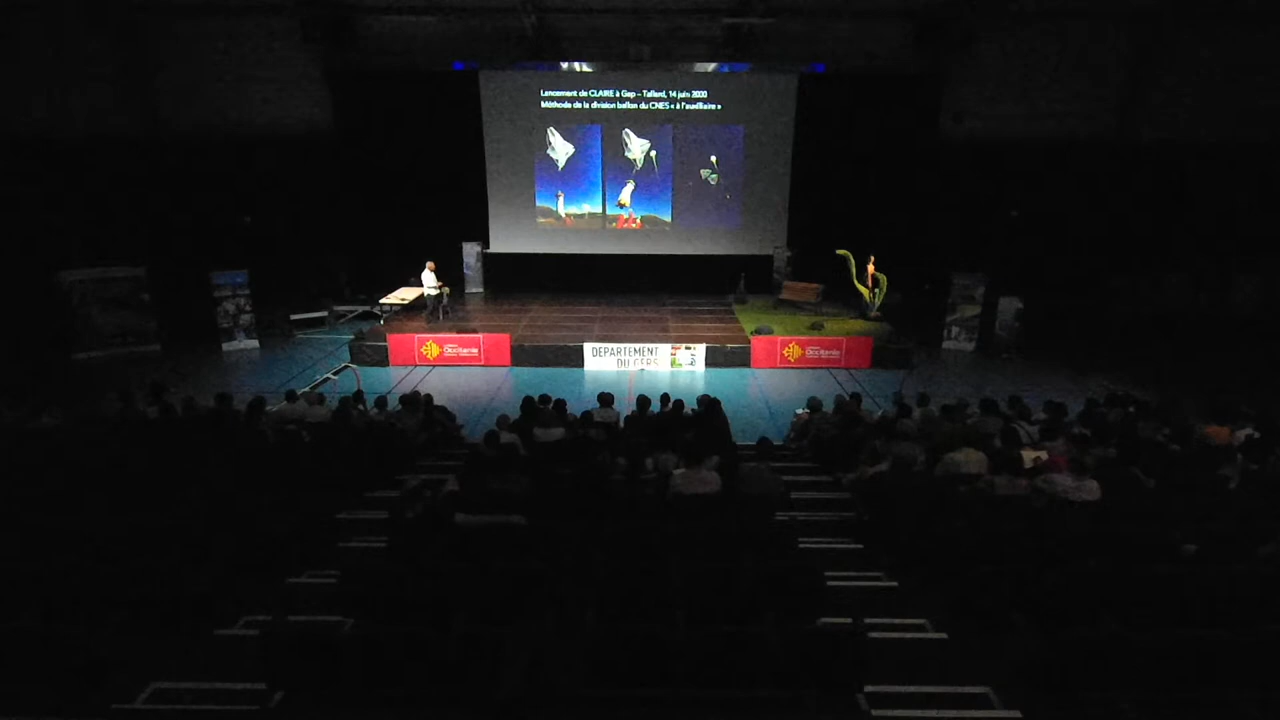 Lancement de CLAIRE à Gap – Tallard, 14 juin 2000
Méthode de la division ballon du CNES « à l'auxiliaire »
Occitanie
DEPARTEMENT
DU GERS
Occitanie